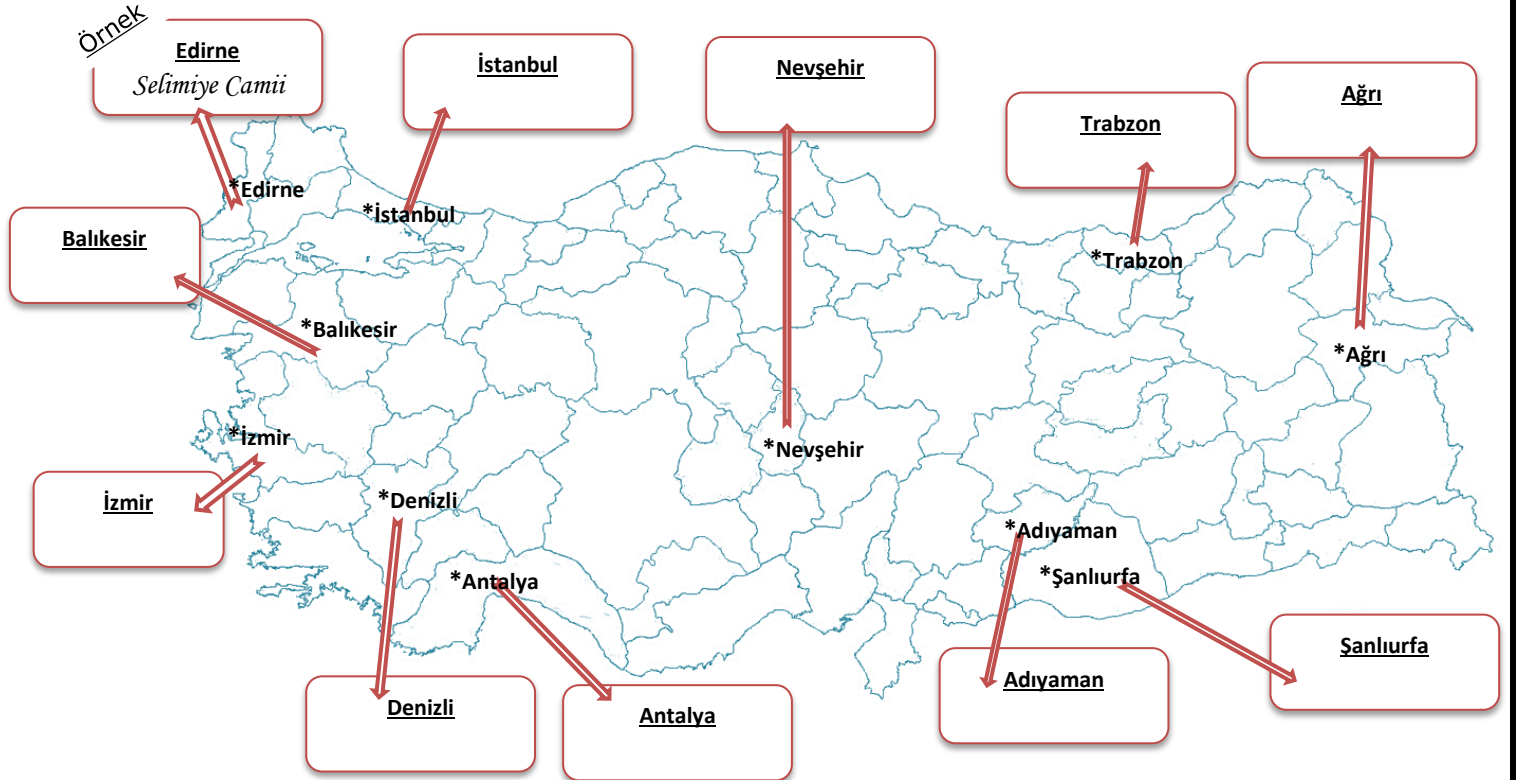 Örnek
Edirne
Selimiye Camii
İstanbul
Nevşehir
Ağrı
Trabzon
*Edirne
*İstanbul
Balıkesir
*Trabzon
*Balıkesir
*Ağrı
*İzmir
*Nevşehir
İzmir
*Denizli
*Adıyaman
*Antalya
*Şanlıurfa
Şanlıurfa
Adıyaman
Denizli
Antalya